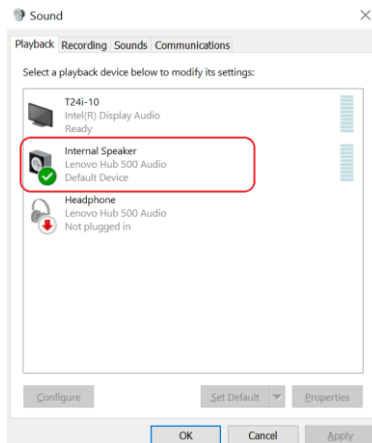 Sound
Playback Recording Sounds Communications
Select a playback device below to modify its settings:
T24i-10
Intel(R) Display Audio
Ready
Internal Speaker
Lenovo Hub 500 Audio
Default Device
Headphone
Lenovo Hub 500 Audio
Not plugged in
Configure Set Default Properties
OK Cancel Apply